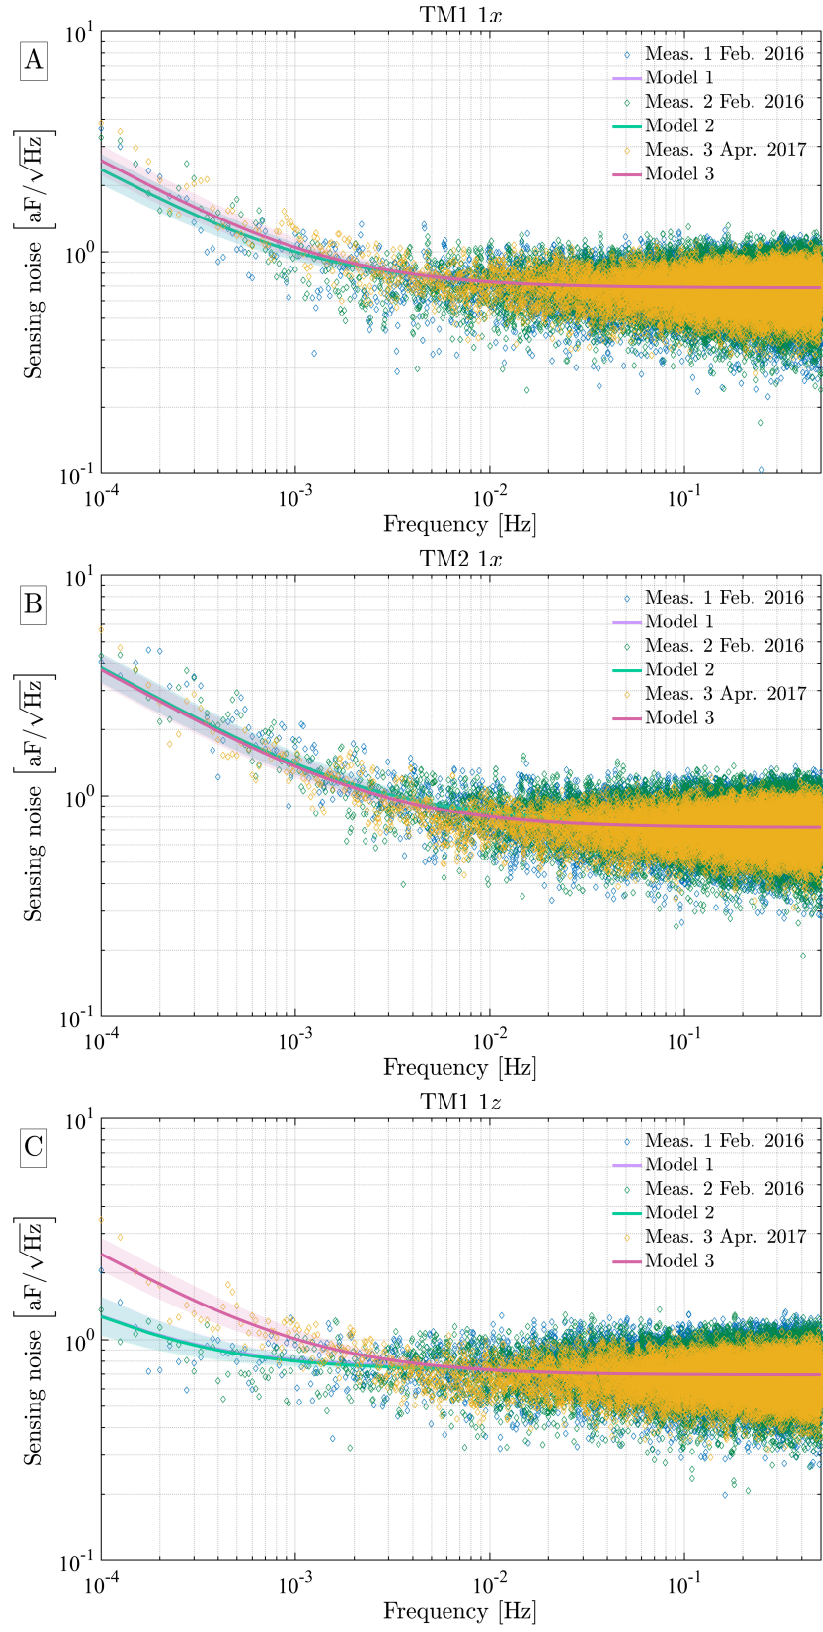 TM1 1x
A
10^1
10^0
10^-1
Sensing noise [aF/√Hz]
Meas. 1 Feb. 2016
Model 1
Meas. 2 Feb. 2016
Model 2
Meas. 3 Apr. 2017
Model 3
10^-4 10^-3 10^-2 10^-1
Frequency [Hz]
TM2 1x
B
10^1
10^0
10^-1
Sensing noise [aF/√Hz]
Meas. 1 Feb. 2016
Model 1
Meas. 2 Feb. 2016
Model 2
Meas. 3 Apr. 2017
Model 3
10^-4 10^-3 10^-2 10^-1
Frequency [Hz]
TM1 1z
C
10^1
10^0
10^-1
Sensing noise [aF/√Hz]
Meas. 1 Feb. 2016
Model 1
Meas. 2 Feb. 2016
Model 2
Meas. 3 Apr. 2017
Model 3
10^-4 10^-3 10^-2 10^-1
Frequency [Hz]